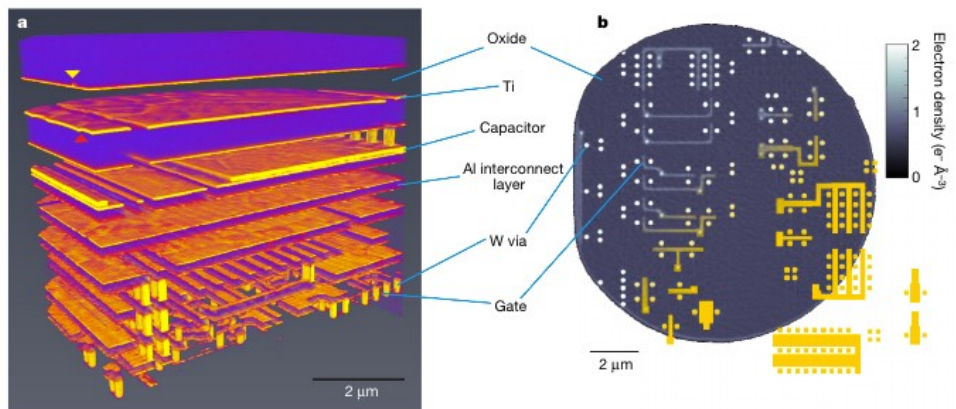 a
Oxide
Ti
Capacitor
Al interconnect
layer
W via
Gate
2 μm
b
2 μm
2
1
0
Electron density (e⁻ Å⁻³)